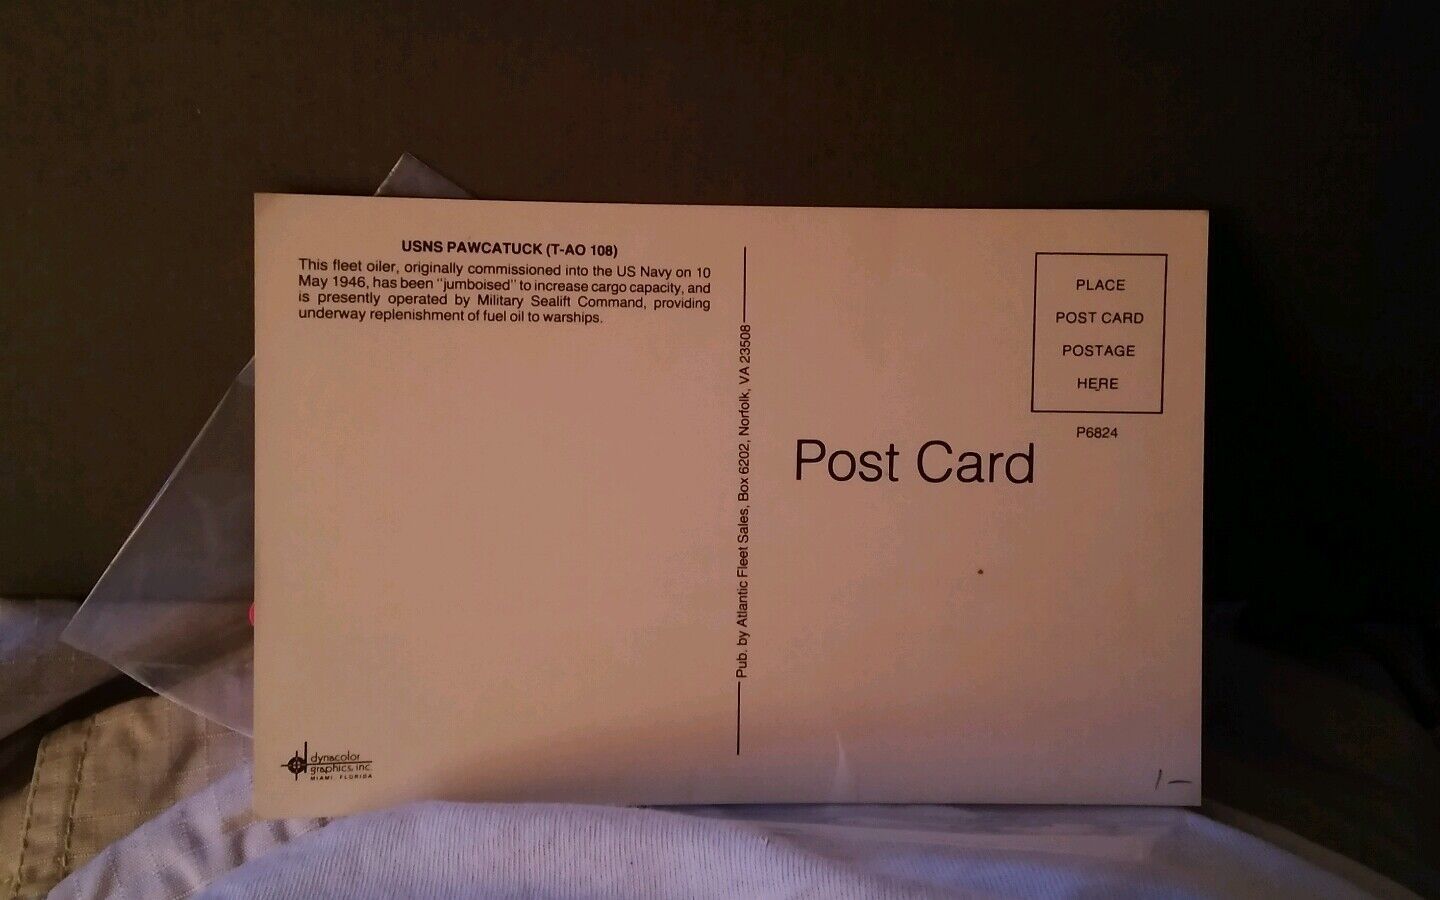 USNS PAWCATUCK (T-AO 108)
This fleet oiler, originally commissioned into the US Navy on 10
May 1946, has been "jumboised" to increase cargo capacity, and
is presently operated by Military Sealift Command, providing
underway replenishment of fuel oil to warships.
Pub. by Atlantic Fleet Sales, Box 6202, Norfolk, VA 23508
PLACE
POST CARD
POSTAGE
HERE
P6824
Post Card
dynacolor
graphics, inc.
MIAMI FLORIDA
1-